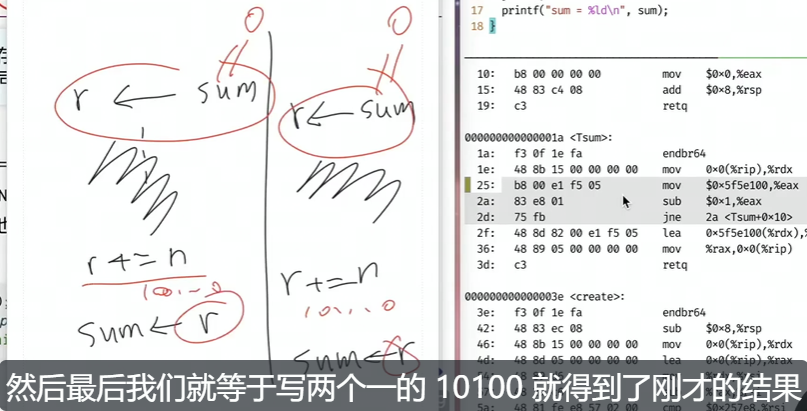 0
r ← sum
r += n
10...0
sum ← r
0
r ← sum
r += n
10...0
sum ← r
17 printf("sum = %ld\n", sum);
18 }
10: b8 00 00 00 00 mov $0x0,%eax
15: 48 83 c4 08 add $0x8,%rsp
19: c3 retq
000000000000001a <Tsum>:
1a: f3 0f 1e fa endbr64
1e: 48 8b 15 00 00 00 00 mov 0x0(%rip),%rdx
25: b8 00 e1 f5 05 mov $0x5f5e100,%eax
2a: 83 e8 01 sub $0x1,%eax
2d: 75 fb jne 2a <Tsum+0x10>
2f: 48 8d 82 00 e1 f5 05 lea 0x5f5e100(%rdx),%
36: 48 89 05 00 00 00 00 mov %rax,0x0(%rip)
3d: c3 retq
000000000000003e <create>:
3e: f3 0f 1e fa endbr64
42: 48 83 ec 08 sub $0x8,%rsp
46: 48 8b 15 00 00 00 00 mov 0x0(%rip),%rdx
4d: 48 8d 05 00 00 00 00 lea 0x0(%rip),%rax
然后最后我们就等于写两个一的 10100 就得到了刚才的结果